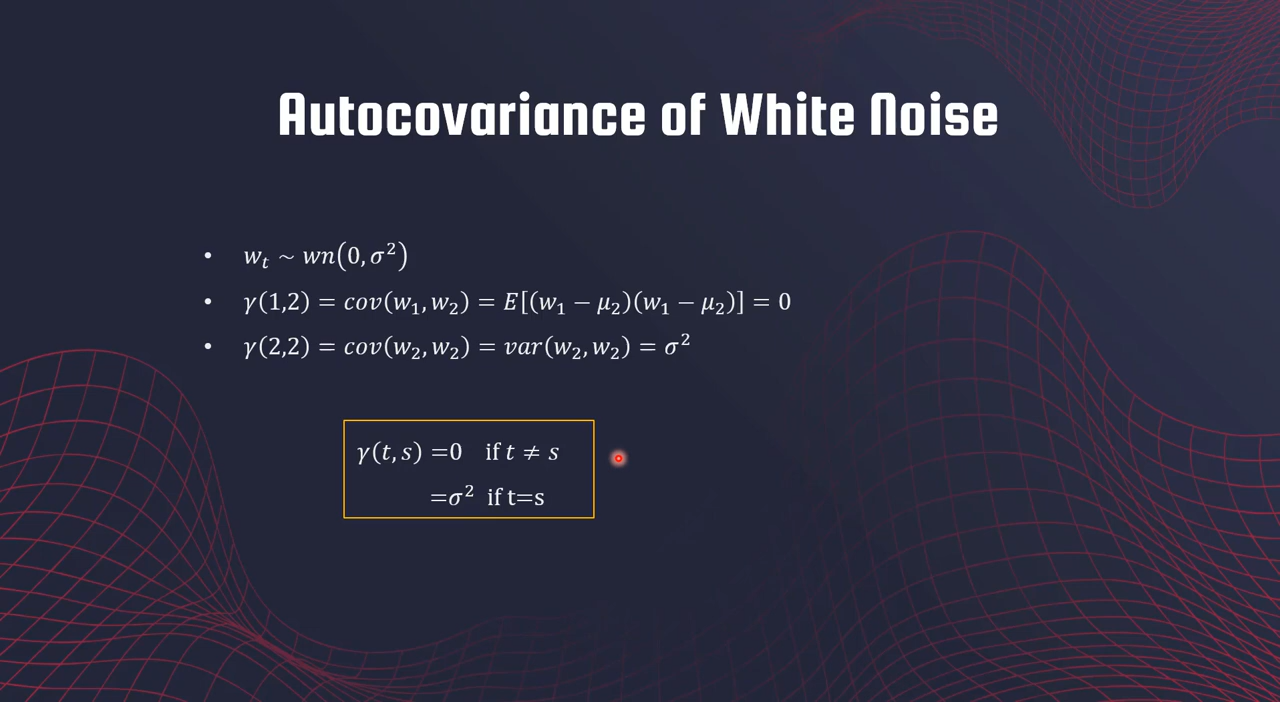 Autocovariance of White Noise
• w_t ~ wn(0, σ²)
• γ(1,2) = cov(w₁, w₂) = E[(w₁ − μ₂)(w₁ − μ₂)] = 0
• γ(2,2) = cov(w₂, w₂) = var(w₂, w₂) = σ²
γ(t, s) =0 if t ≠ s
=σ² if t=s